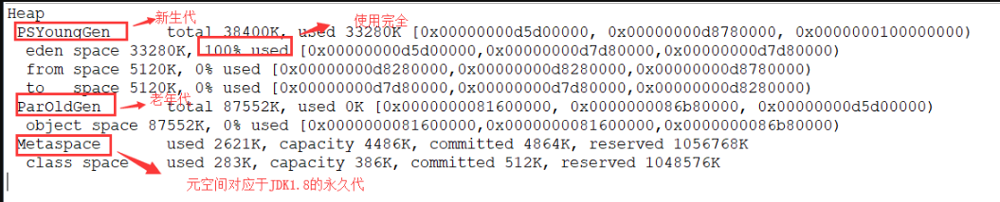 Heap
新生代
使用完全
PSYoungGen total 38400K, used 33280K [0x00000000d5d00000, 0x00000000d8780000, 0x0000000100000000)
eden space 33280K, 100% used [0x00000000d5d00000,0x00000000d7d80000,0x00000000d7d80000)
from space 5120K, 0% used [0x00000000d8280000,0x00000000d8280000,0x00000000d8780000)
to space 5120K, 0% used [0x00000000d7d80000,0x00000000d7d80000,0x00000000d8280000)
老年代
ParOldGen total 87552K, used 0K [0x0000000081600000, 0x0000000086b80000, 0x00000000d5d00000)
object space 87552K, 0% used [0x0000000081600000,0x0000000081600000,0x0000000086b80000)
Metaspace used 2621K, capacity 4486K, committed 4864K, reserved 1056768K
class space used 283K, capacity 386K, committed 512K, reserved 1048576K
元空间对应于JDK1.8的永久代